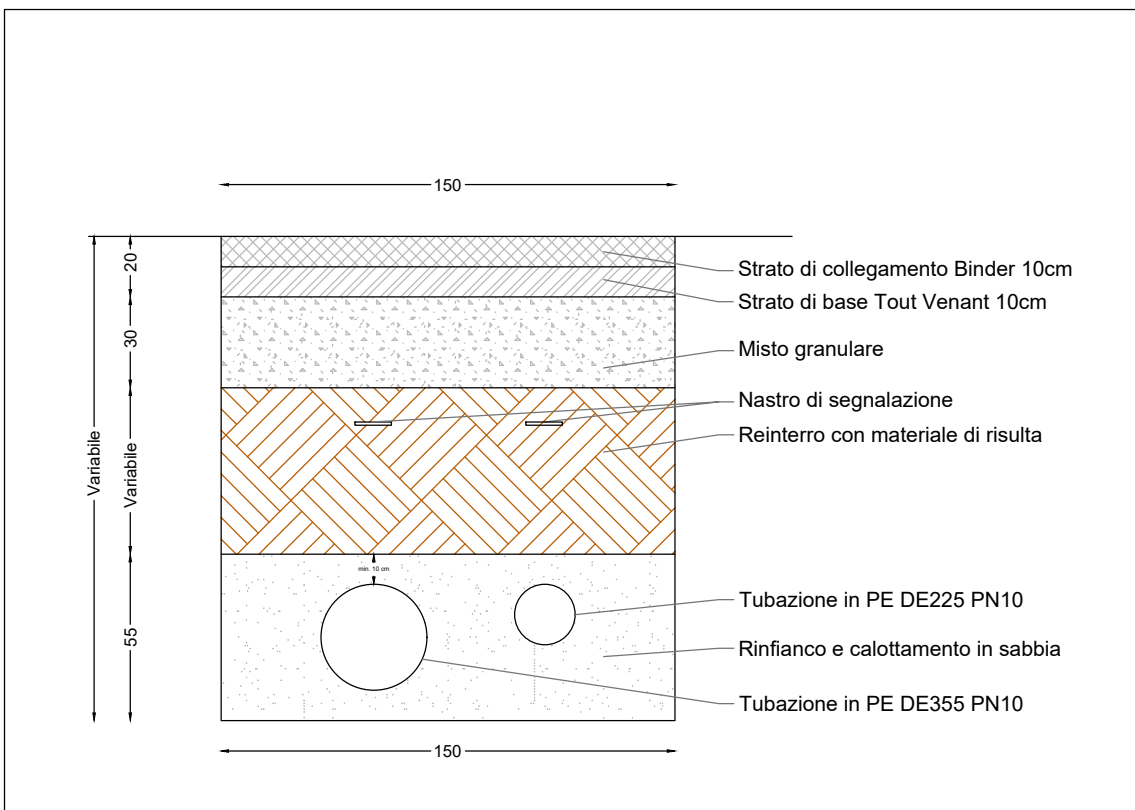 150
20
30
Variabile
Variabile
55
Strato di collegamento Binder 10cm
Strato di base Tout Venant 10cm
Misto granulare
Nastro di segnalazione
Reinterro con materiale di risulta
min. 10 cm
Tubazione in PE DE225 PN10
Rinfianco e calottamento in sabbia
Tubazione in PE DE355 PN10
150